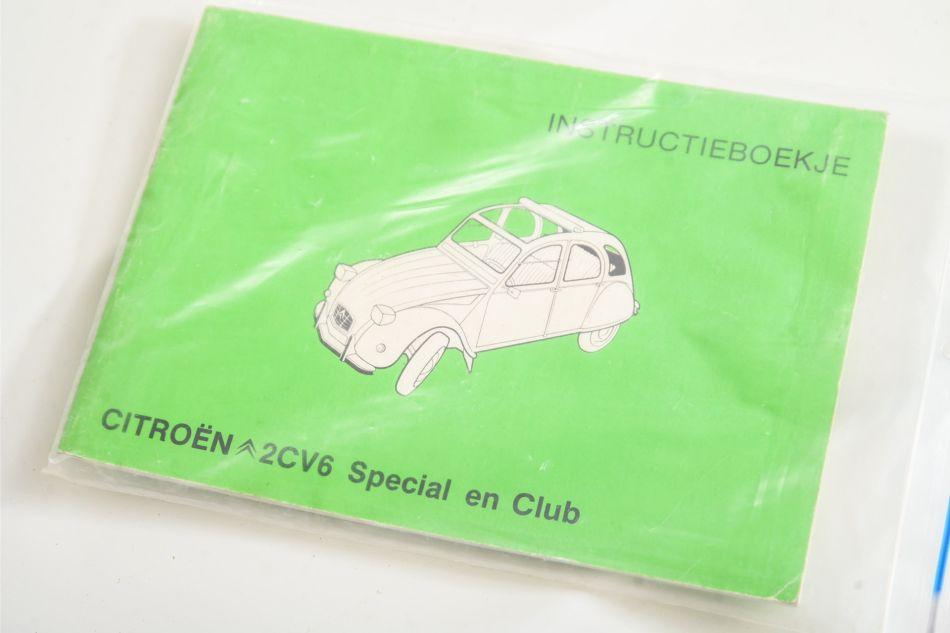 INSTRUCTIEBOEKJE
CITROËN 2CV6 Special en Club